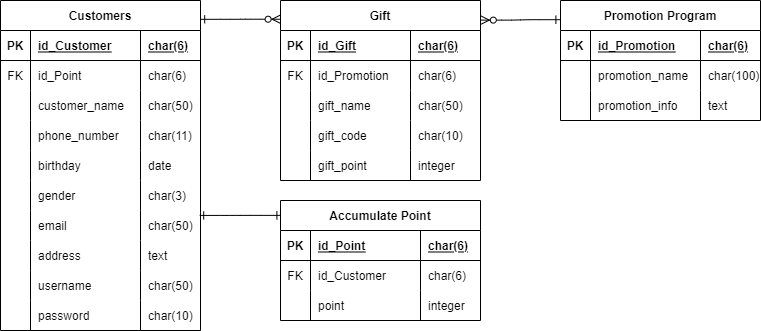 Customers
PK id_Customer char(6)
FK id_Point char(6)
customer_name char(50)
phone_number char(11)
birthday date
gender char(3)
email char(50)
address text
username char(50)
password char(10)
Gift
PK id_Gift char(6)
FK id_Promotion char(6)
gift_name char(50)
gift_code char(10)
gift_point integer
Promotion Program
PK id_Promotion char(6)
promotion_name char(100)
promotion_info text
Accumulate Point
PK id_Point char(6)
FK id_Customer char(6)
point integer